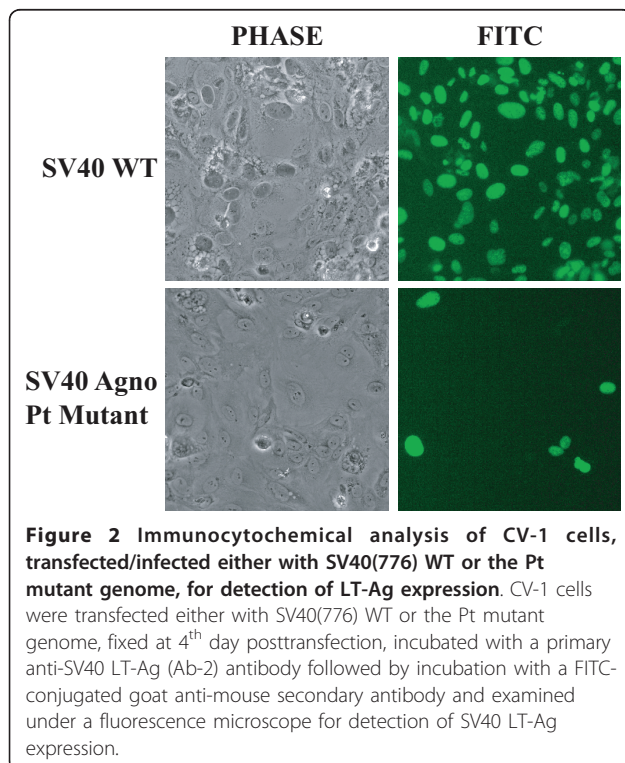 PHASE FITC
SV40 WT
SV40 Agno
Pt Mutant
Figure 2 Immunocytochemical analysis of CV-1 cells,
transfected/infected either with SV40(776) WT or the Pt
mutant genome, for detection of LT-Ag expression. CV-1 cells
were transfected either with SV40(776) WT or the Pt mutant
genome, fixed at 4th day posttransfection, incubated with a primary
anti-SV40 LT-Ag (Ab-2) antibody followed by incubation with a FITC-
conjugated goat anti-mouse secondary antibody and examined
under a fluorescence microscope for detection of SV40 LT-Ag
expression.